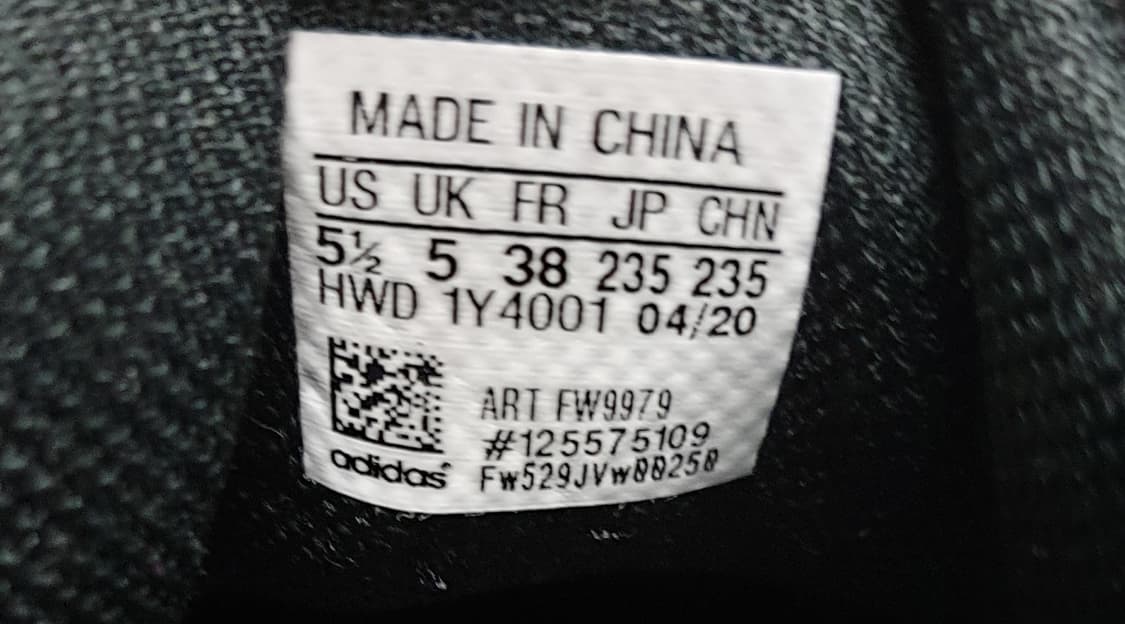 MADE IN CHINA
US UK FR JP CHN
5½ 5 38 235 235
HWD 1Y4001 04/20
ART FW9979
#125575109
adidas